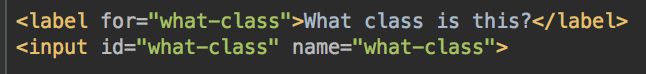 <label for="what-class">What class is this?</label>
<input id="what-class" name="what-class">